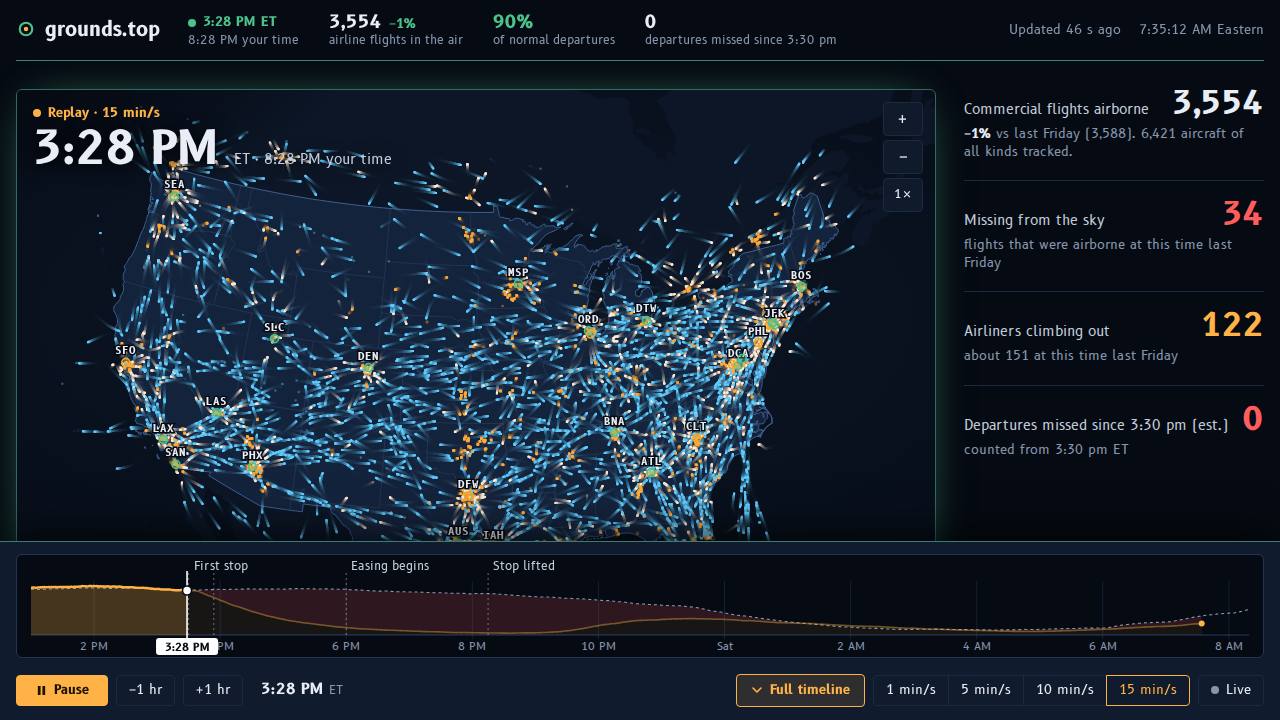 grounds.top
3:28 PM ET
8:28 PM your time
3,554 −1%
airline flights in the air
90%
of normal departures
0
departures missed since 3:30 pm
Updated 46 s ago
7:35:12 AM Eastern
Replay · 15 min/s
3:28 PM ET · 8:28 PM your time
+
−
1×
SEA
MSP
BOS
SLC
ORD
DTW
JFK
PHL
SFO
DEN
DCA
LAS
LAX
BNA
CLT
SAN
PHX
ATL
DFW
AUS
IAH
Commercial flights airborne 3,554
−1% vs last Friday (3,588). 6,421 aircraft of
all kinds tracked.
Missing from the sky 34
flights that were airborne at this time last
Friday
Airliners climbing out 122
about 151 at this time last Friday
Departures missed since 3:30 pm (est.) 0
counted from 3:30 pm ET
First stop
Easing begins
Stop lifted
2 PM
3:28 PM
PM
6 PM
8 PM
10 PM
Sat
2 AM
4 AM
6 AM
8 AM
Pause
−1 hr
+1 hr
3:28 PM ET
Full timeline
1 min/s
5 min/s
10 min/s
15 min/s
Live